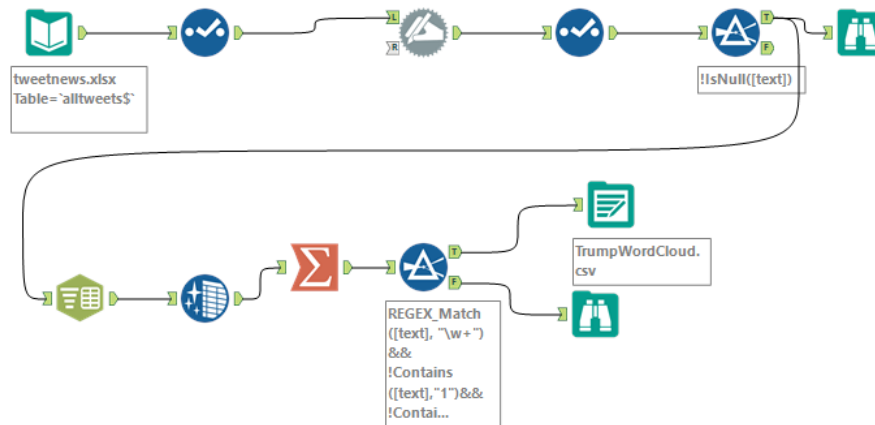 L
R
T
F
tweetnews.xlsx
Table=`alltweets$`
!IsNull([text])
T
F
TrumpWordCloud.
csv
REGEX_Match
([text], "\w+")
&&
!Contains
([text],"1")&&
!Contai...